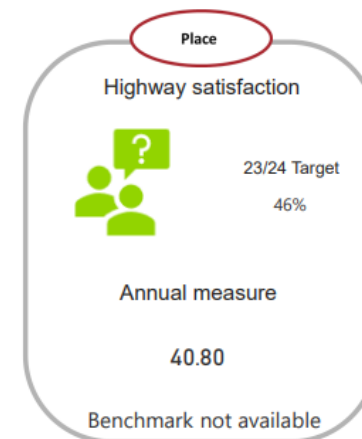 Place
Highway satisfaction
?
23/24 Target
46%
Annual measure
40.80
Benchmark not available